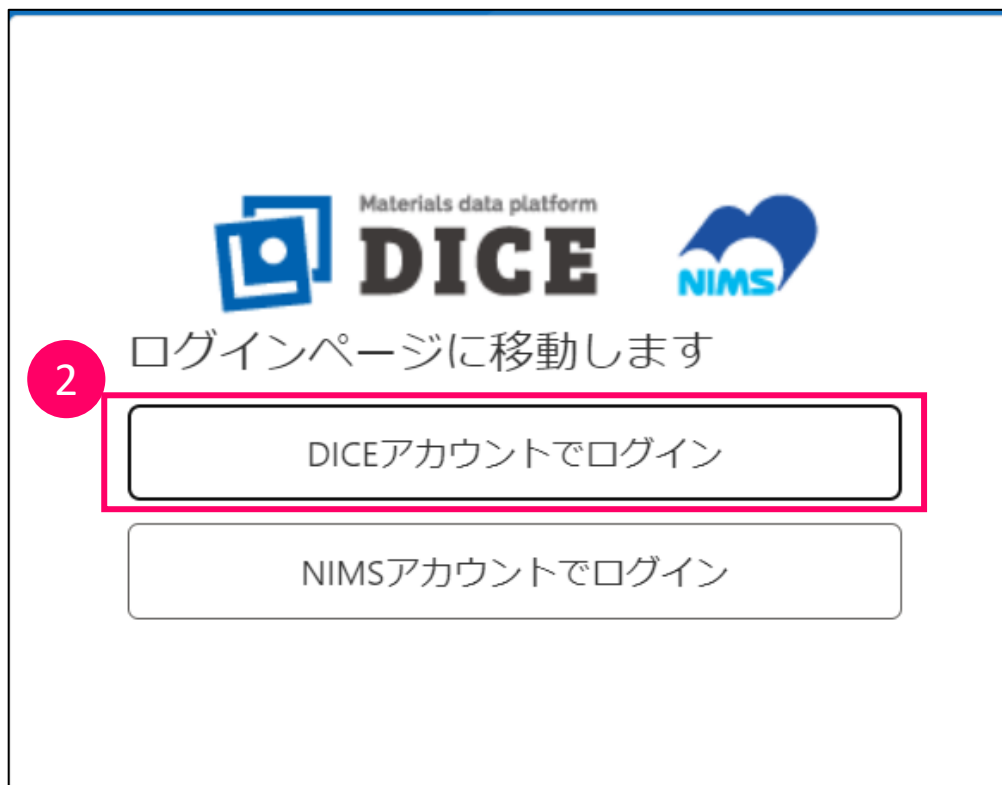 Materials data platform
DICE
NIMS
ログインページに移動します
2
DICEアカウントでログイン
NIMSアカウントでログイン